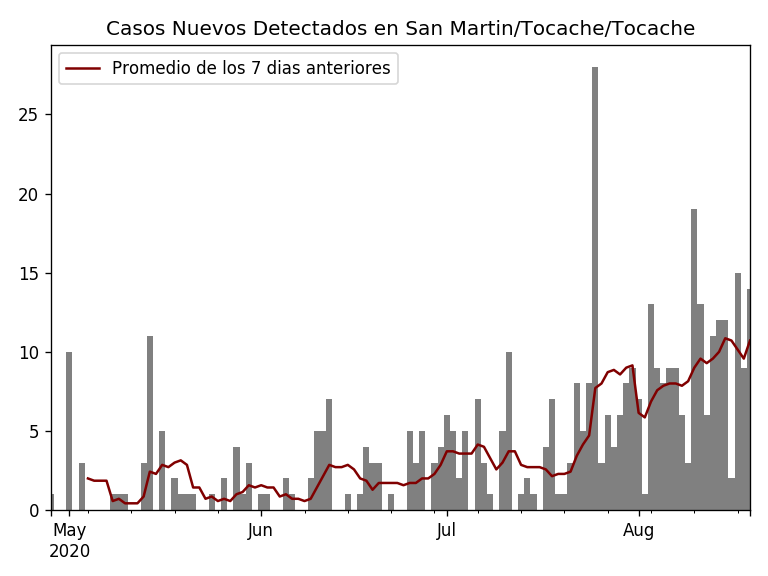 Casos Nuevos Detectados en San Martin/Tocache/Tocache
Promedio de los 7 dias anteriores
25
20
15
10
5
0
May Jun Jul Aug
2020